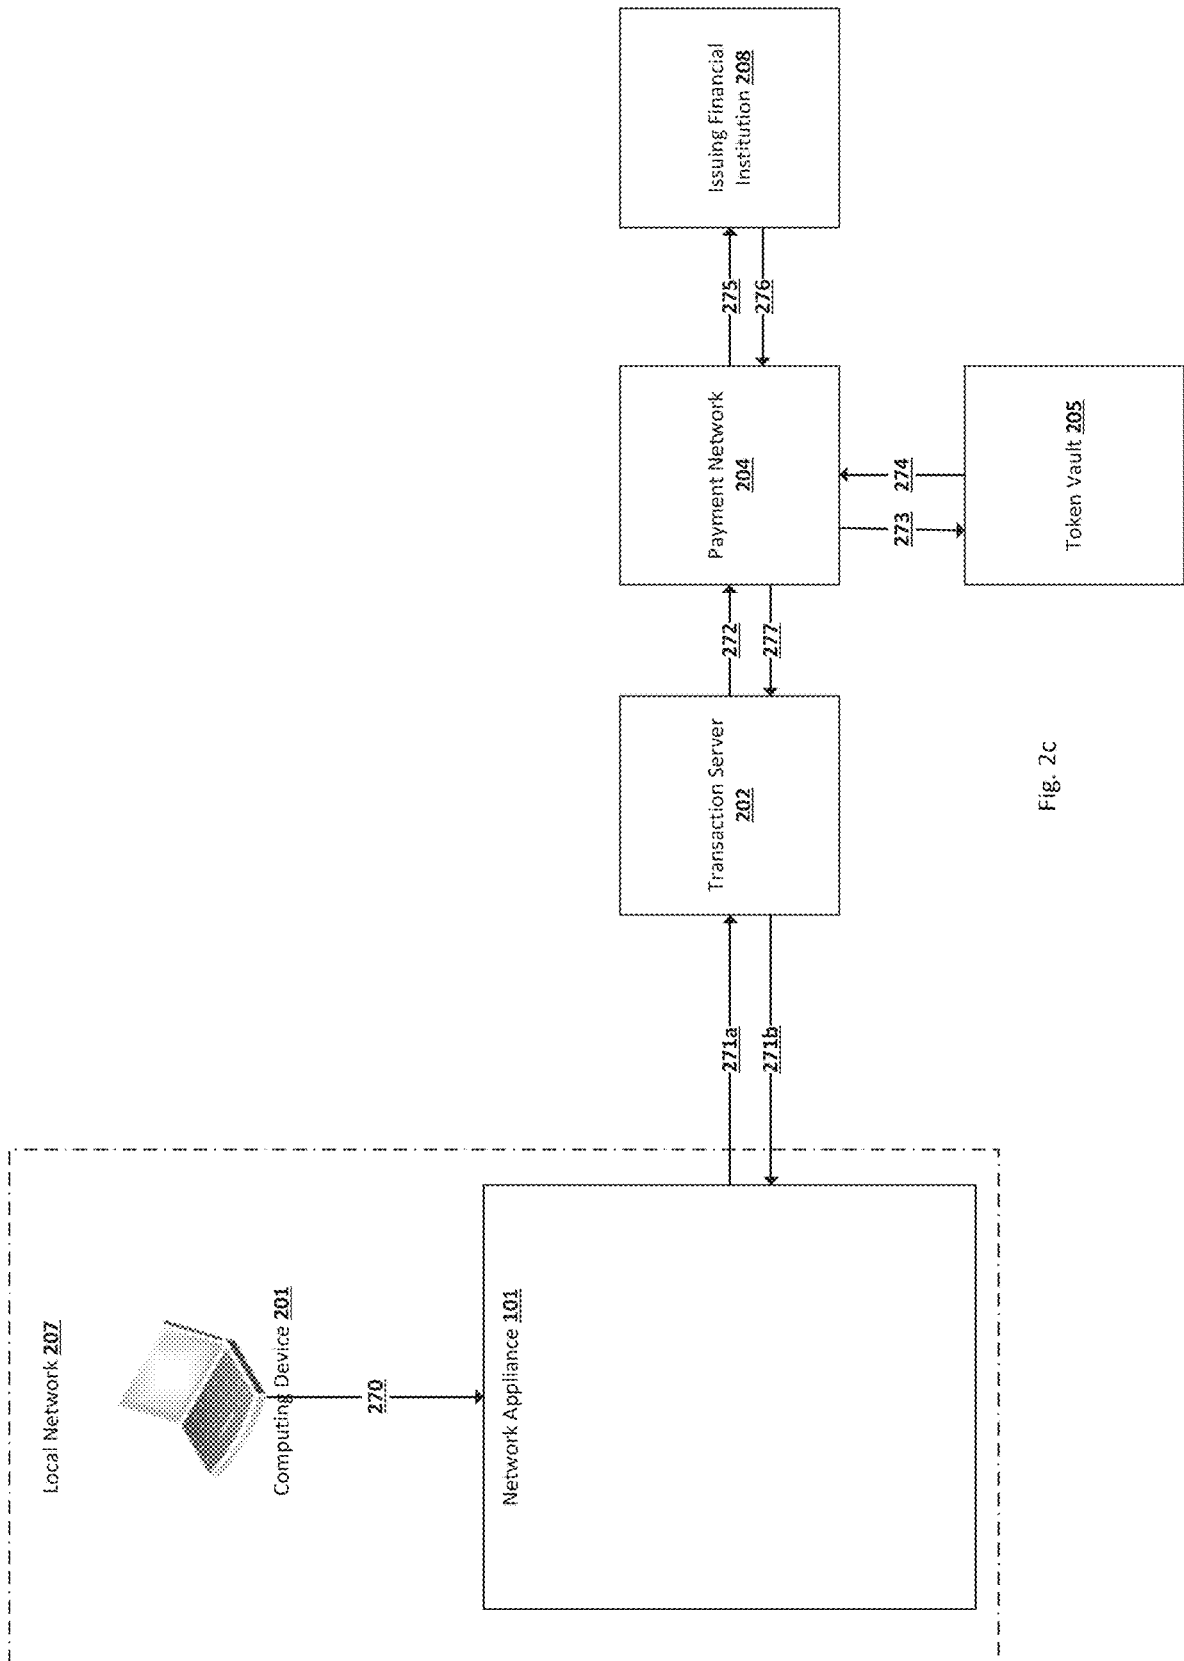 Local Network 207
Computing Device 201
270
Network Appliance 101
271a
271b
Transaction Server
202
272
277
Payment Network
204
273
274
Token Vault 205
275
276
Issuing Financial
Institution 208
Fig. 2c